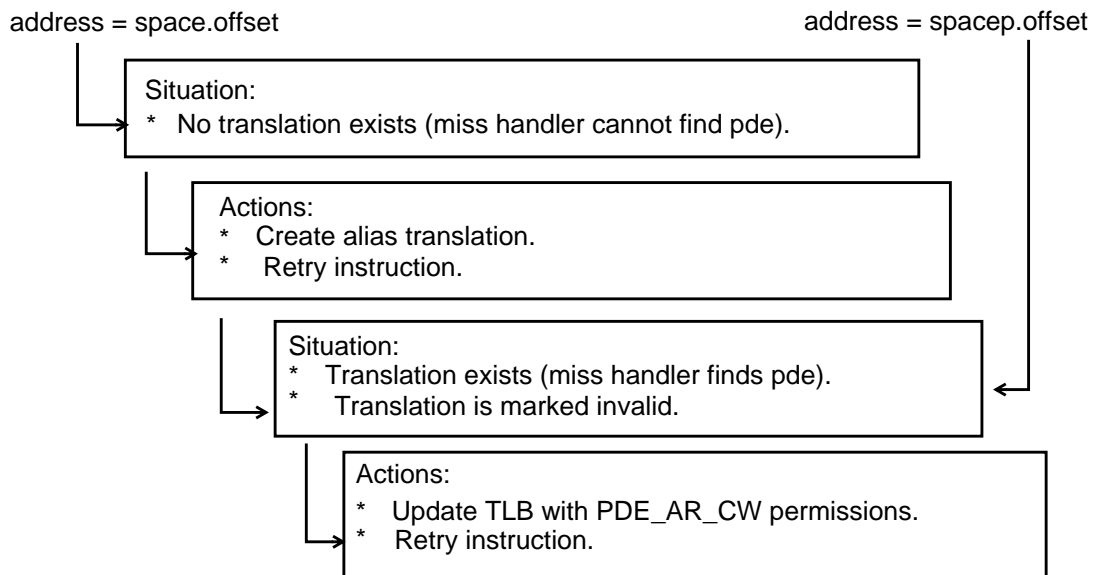 address = space.offset
address = spacep.offset
Situation:
* No translation exists (miss handler cannot find pde).
Actions:
* Create alias translation.
* Retry instruction.
Situation:
* Translation exists (miss handler finds pde).
* Translation is marked invalid.
Actions:
* Update TLB with PDE_AR_CW permissions.
* Retry instruction.